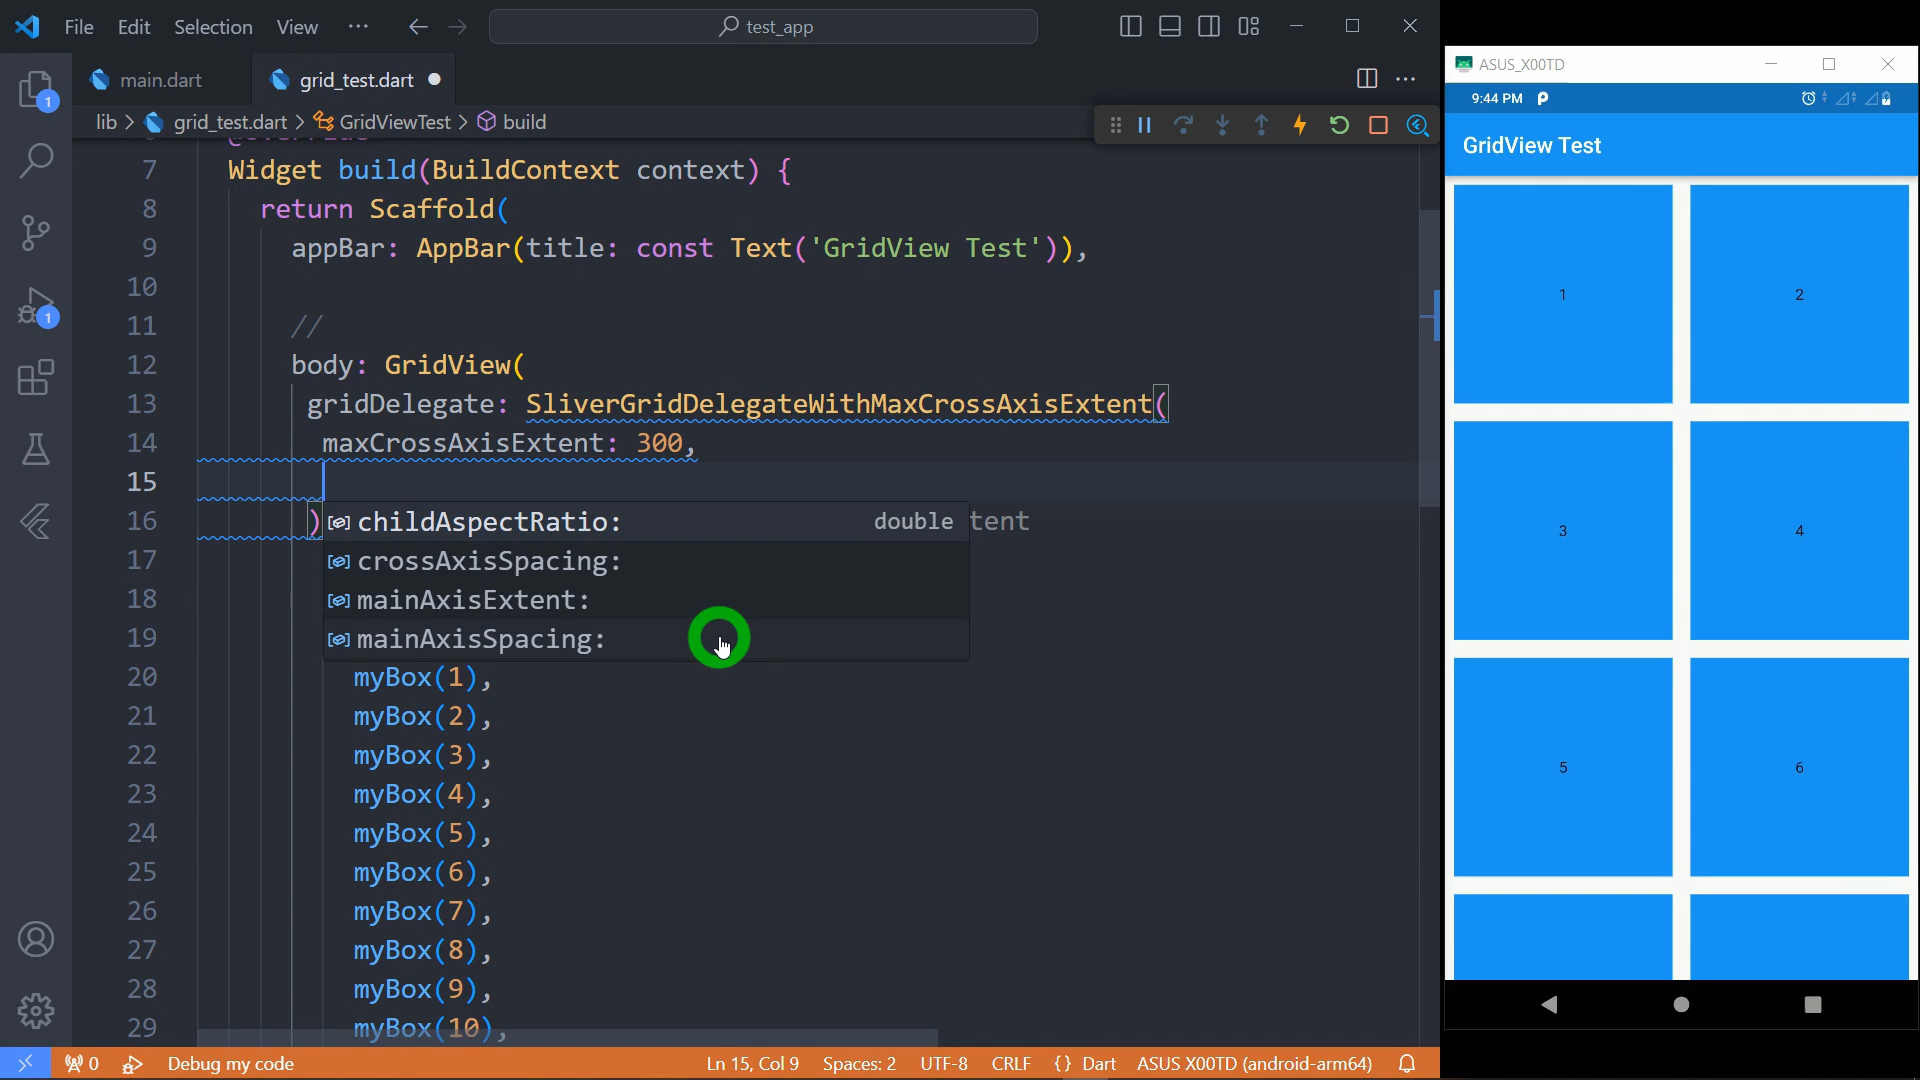 File Edit Selection View ··· test_app
main.dart grid_test.dart
lib > grid_test.dart > GridViewTest > build
7 Widget build(BuildContext context) {
8 return Scaffold(
9 appBar: AppBar(title: const Text('GridView Test')),
10
11 //
12 body: GridView(
13 gridDelegate: SliverGridDelegateWithMaxCrossAxisExtent(
14 maxCrossAxisExtent: 300,
15
16 ) childAspectRatio: double tent
17 crossAxisSpacing:
18 mainAxisExtent:
19 mainAxisSpacing:
20 myBox(1),
21 myBox(2),
22 myBox(3),
23 myBox(4),
24 myBox(5),
25 myBox(6),
26 myBox(7),
27 myBox(8),
28 myBox(9),
29 myBox(10),
1
1
0 Debug my code Ln 15, Col 9 Spaces: 2 UTF-8 CRLF {} Dart ASUS X00TD (android-arm64)
ASUS_X00TD
9:44 PM
GridView Test
1 2
3 4
5 6